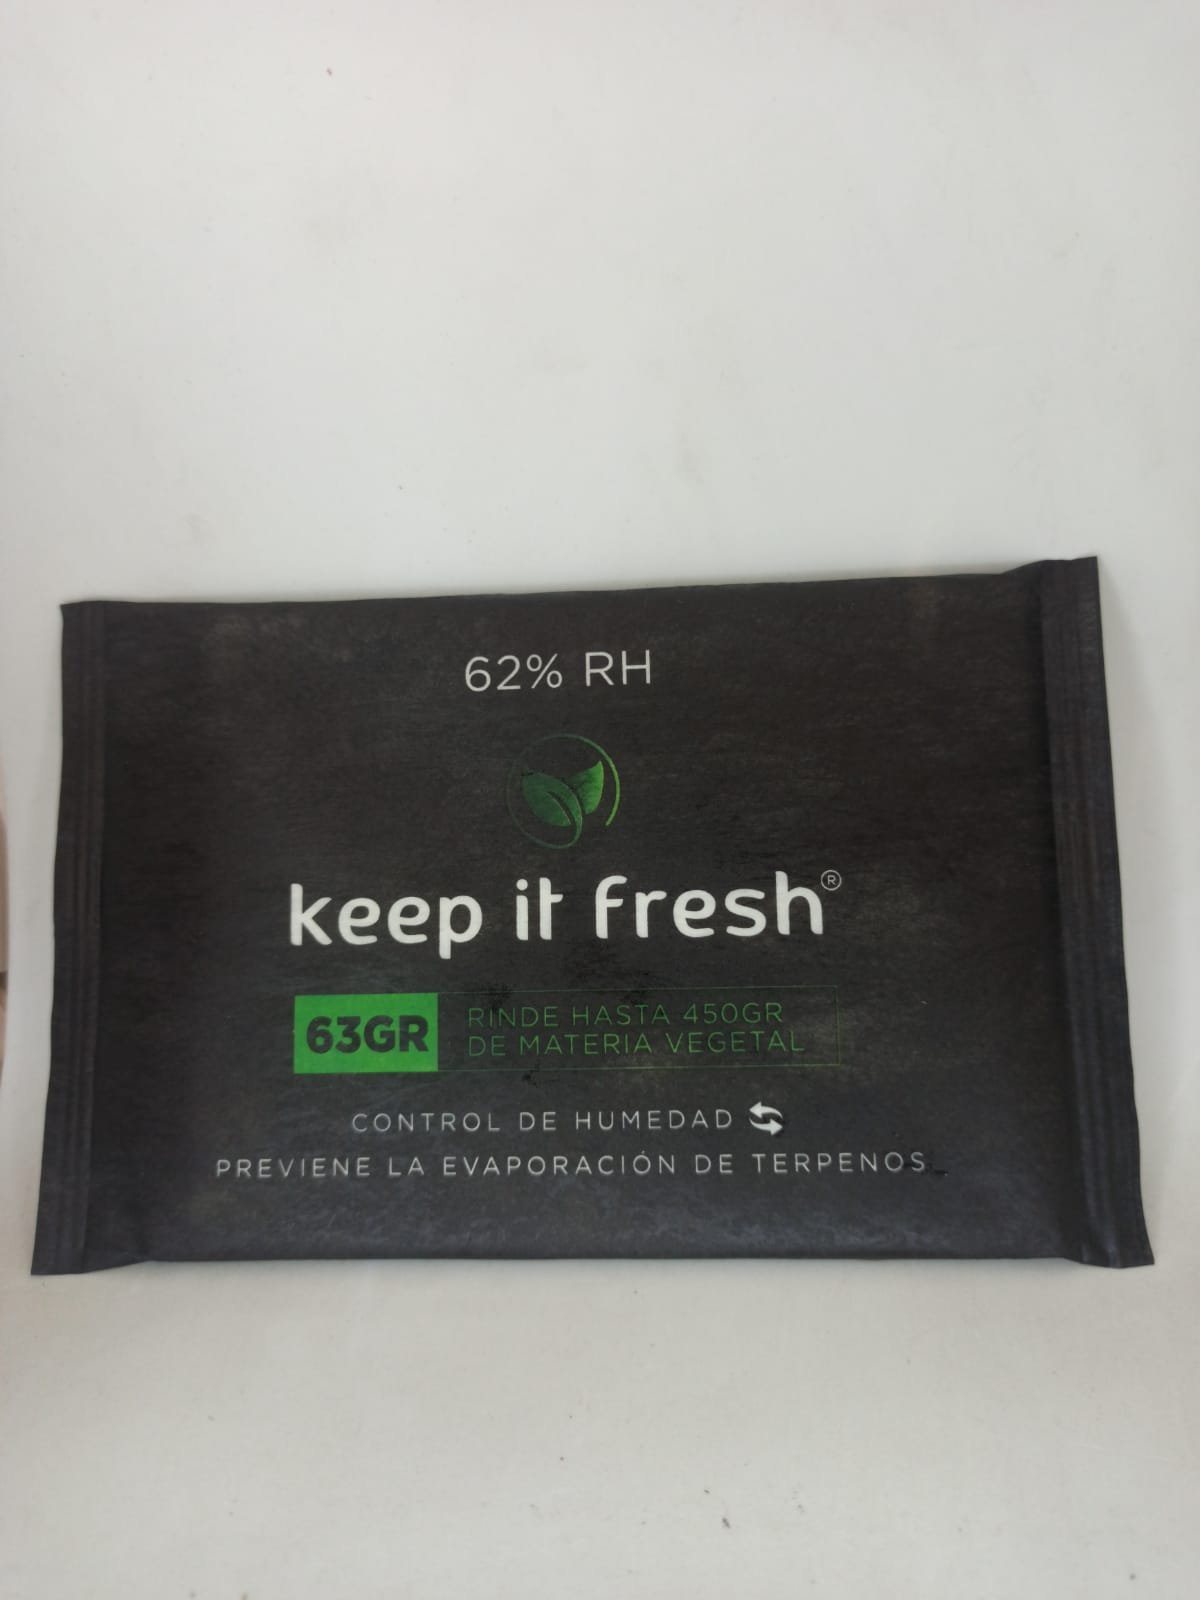 62% RH
keep it fresh®
63GR
RINDE HASTA 450GR
DE MATERIA VEGETAL
CONTROL DE HUMEDAD
PREVIENE LA EVAPORACIÓN DE TERPENOS